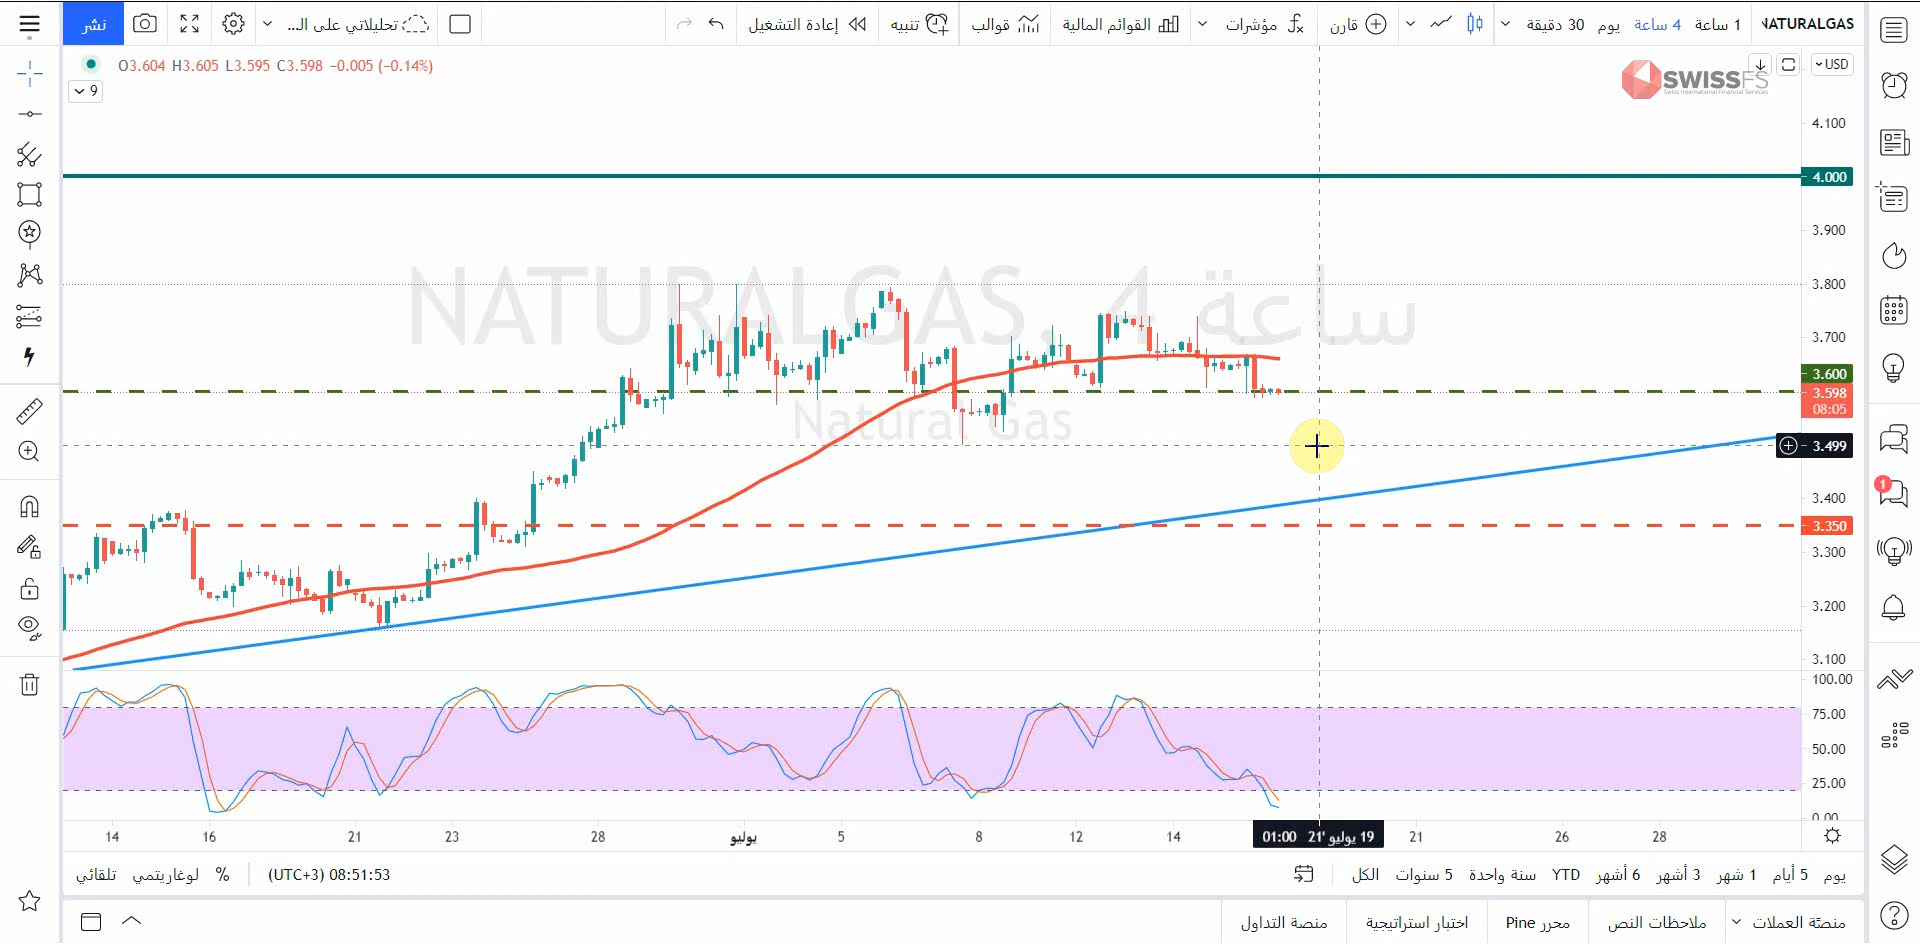 نشر
تحليلاتي على الـ...
إعادة التشغيل
تنبيه
قوالب
القوائم المالية
مؤشرات
قارن
30 دقيقة
يوم
4 ساعة
1 ساعة
NATURALGAS
O3.604 H3.605 L3.595 C3.598 −0.005 (−0.14%)
9
SWISSFS
Swiss International Financial Services
USD
4.100
4.000
3.900
3.800
3.700
3.600
3.598
08:05
3.499
3.400
3.350
3.300
3.200
3.100
NATURALGAS, 4 ساعة
Natural Gas
100.00
75.00
50.00
25.00
0.00
14 16 21 23 28 يوليو 5 8 12 14 19 يوليو '21 01:00 21 26 28
تلقائي
لوغاريتمي
%
08:51:53 (UTC+3)
الكل
5 سنوات
سنة واحدة
YTD
6 أشهر
3 أشهر
1 شهر
5 أيام
يوم
منصة التداول
اختبار استراتيجية
محرر Pine
ملاحظات النص
منصّة العملات
1